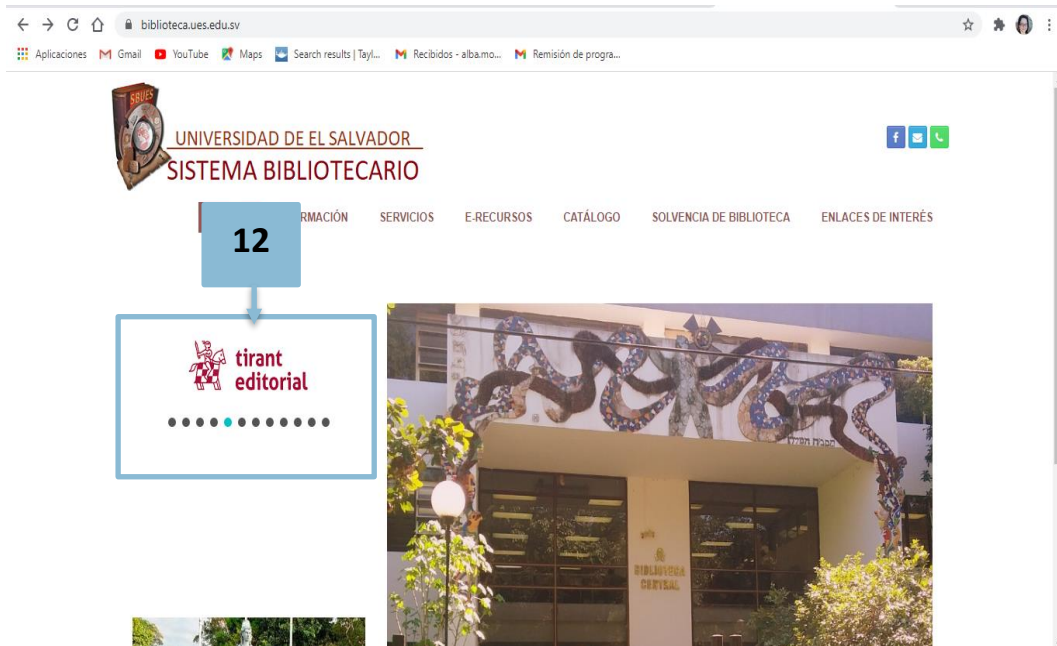 biblioteca.ues.edu.sv
Aplicaciones Gmail YouTube Maps Search results | Tayl... Recibidos - alba.mo... Remisión de progra...
SBUES
UNIVERSIDAD DE EL SALVADOR
SISTEMA BIBLIOTECARIO
RMACIÓN SERVICIOS E-RECURSOS CATÁLOGO SOLVENCIA DE BIBLIOTECA ENLACES DE INTERÉS
12
tirant
editorial
BIBLIOTECA
CENTRAL